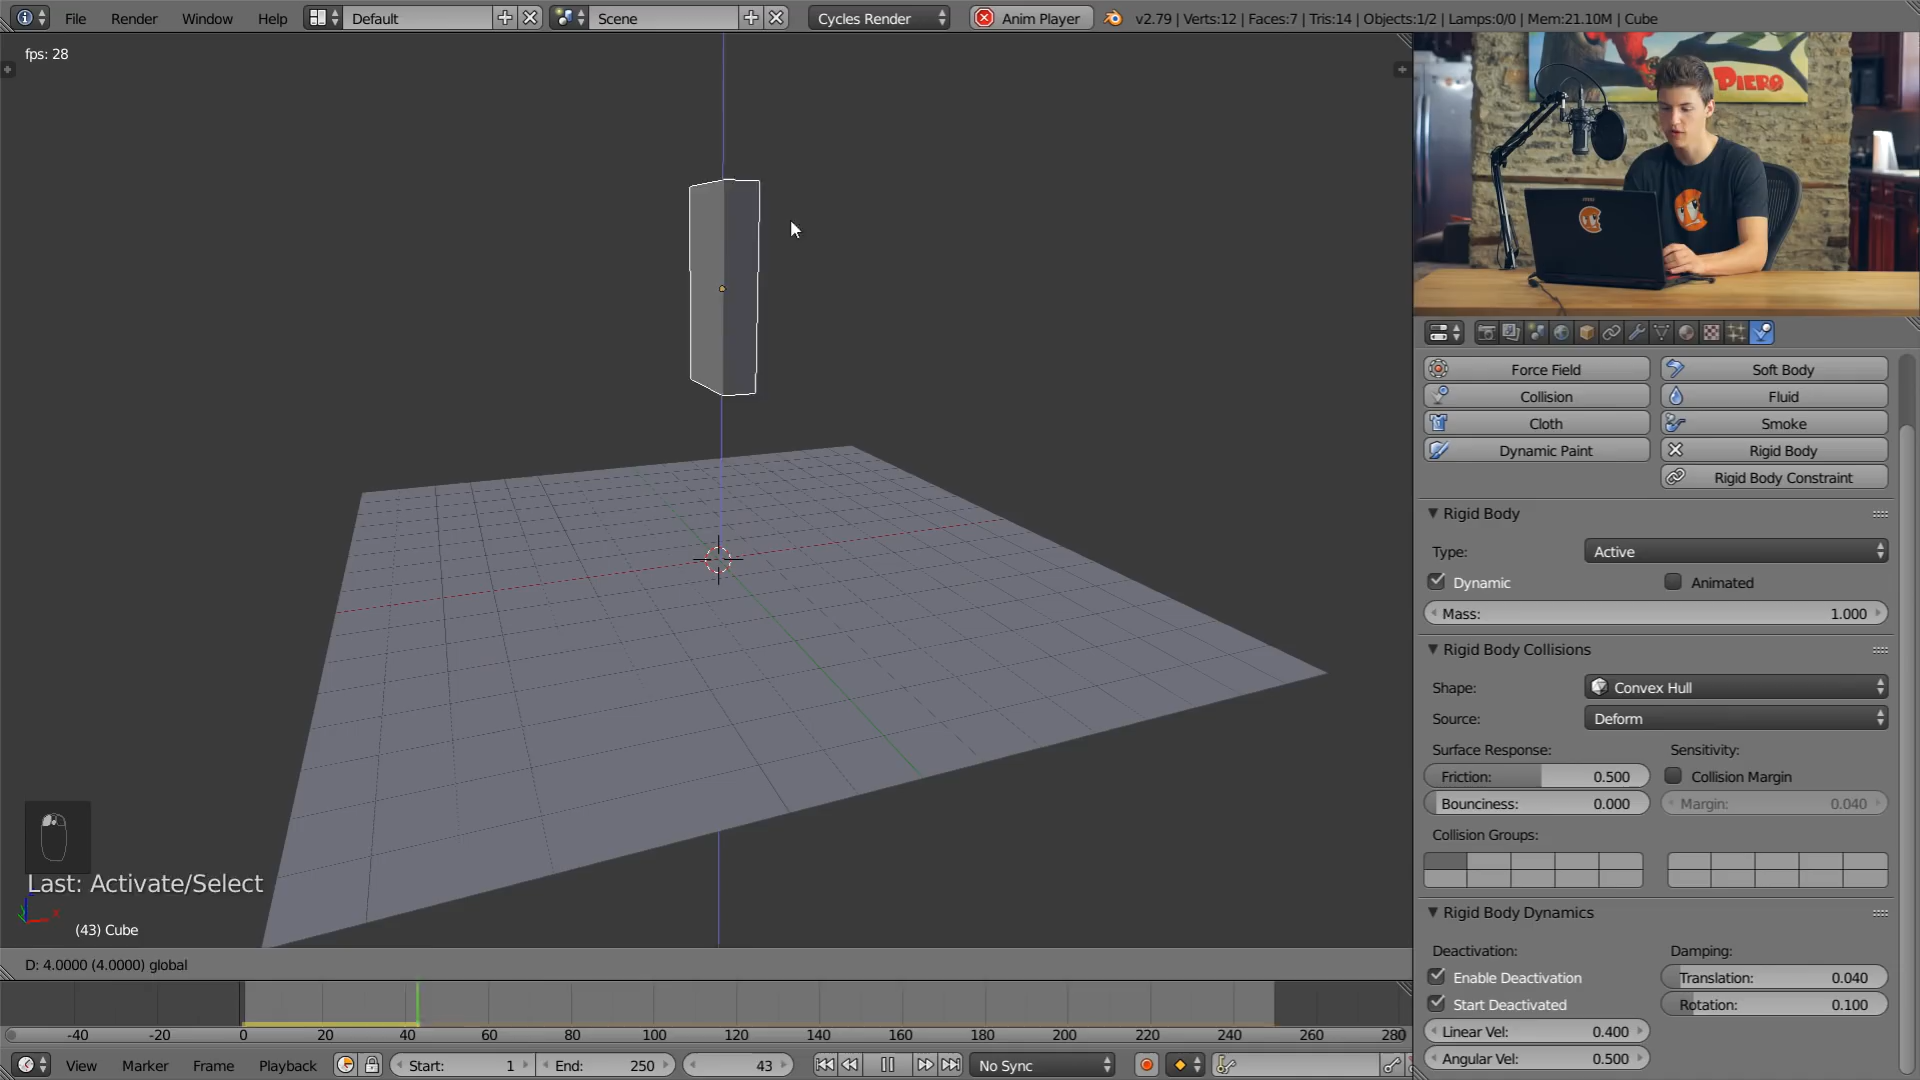 File Render Window Help Default Scene Cycles Render Anim Player v2.79 | Verts:12 | Faces:7 | Tris:14 | Objects:1/2 | Lamps:0/0 | Mem:21.10M | Cube
fps: 28
PIERO
Force Field Soft Body
Collision Fluid
Cloth Smoke
Dynamic Paint Rigid Body
Rigid Body Constraint
Rigid Body
Type: Active
Dynamic Animated
Mass: 1.000
Rigid Body Collisions
Shape: Convex Hull
Source: Deform
Surface Response: Sensitivity:
Friction: 0.500 Collision Margin
Bounciness: 0.000 Margin: 0.040
Collision Groups:
Rigid Body Dynamics
Deactivation: Damping:
Enable Deactivation Translation: 0.040
Start Deactivated Rotation: 0.100
Linear Vel: 0.400
Angular Vel: 0.500
Last: Activate/Select
(43) Cube
D: 4.0000 (4.0000) global
-40 -20 0 20 40 60 80 100 120 140 160 180 200 220 240 260 280
View Marker Frame Playback Start: 1 End: 250 43 No Sync